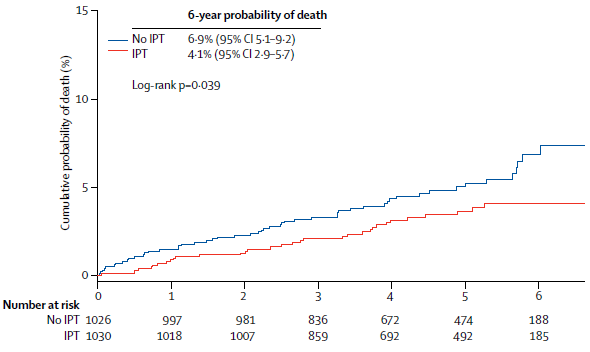 6-year probability of death
No IPT 6·9% (95% CI 5·1–9·2)
IPT 4·1% (95% CI 2·9–5·7)
Log-rank p=0·039
Cumulative probability of death (%)
15
10
5
0
0 1 2 3 4 5 6
Number at risk
No IPT 1026 997 981 836 672 474 188
IPT 1030 1018 1007 859 692 492 185